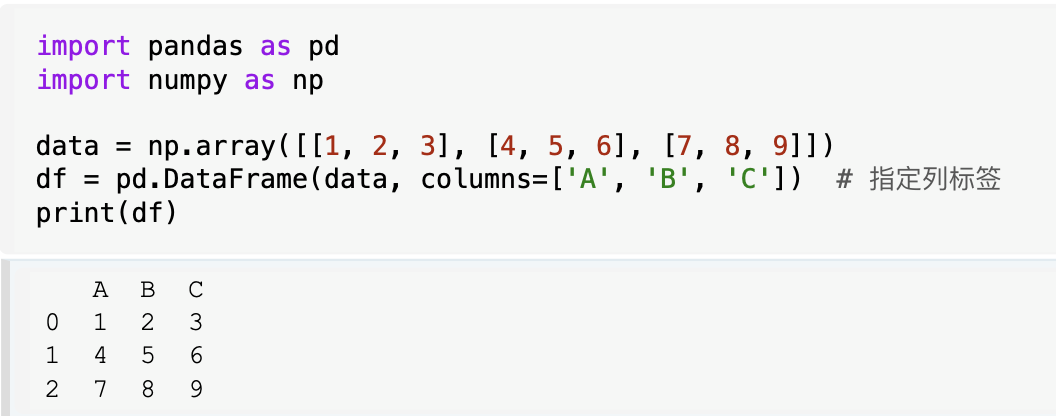 import pandas as pd
import numpy as np
data = np.array([[1, 2, 3], [4, 5, 6], [7, 8, 9]])
df = pd.DataFrame(data, columns=['A', 'B', 'C'])  # 指定列标签
print(df)
   A  B  C
0  1  2  3
1  4  5  6
2  7  8  9